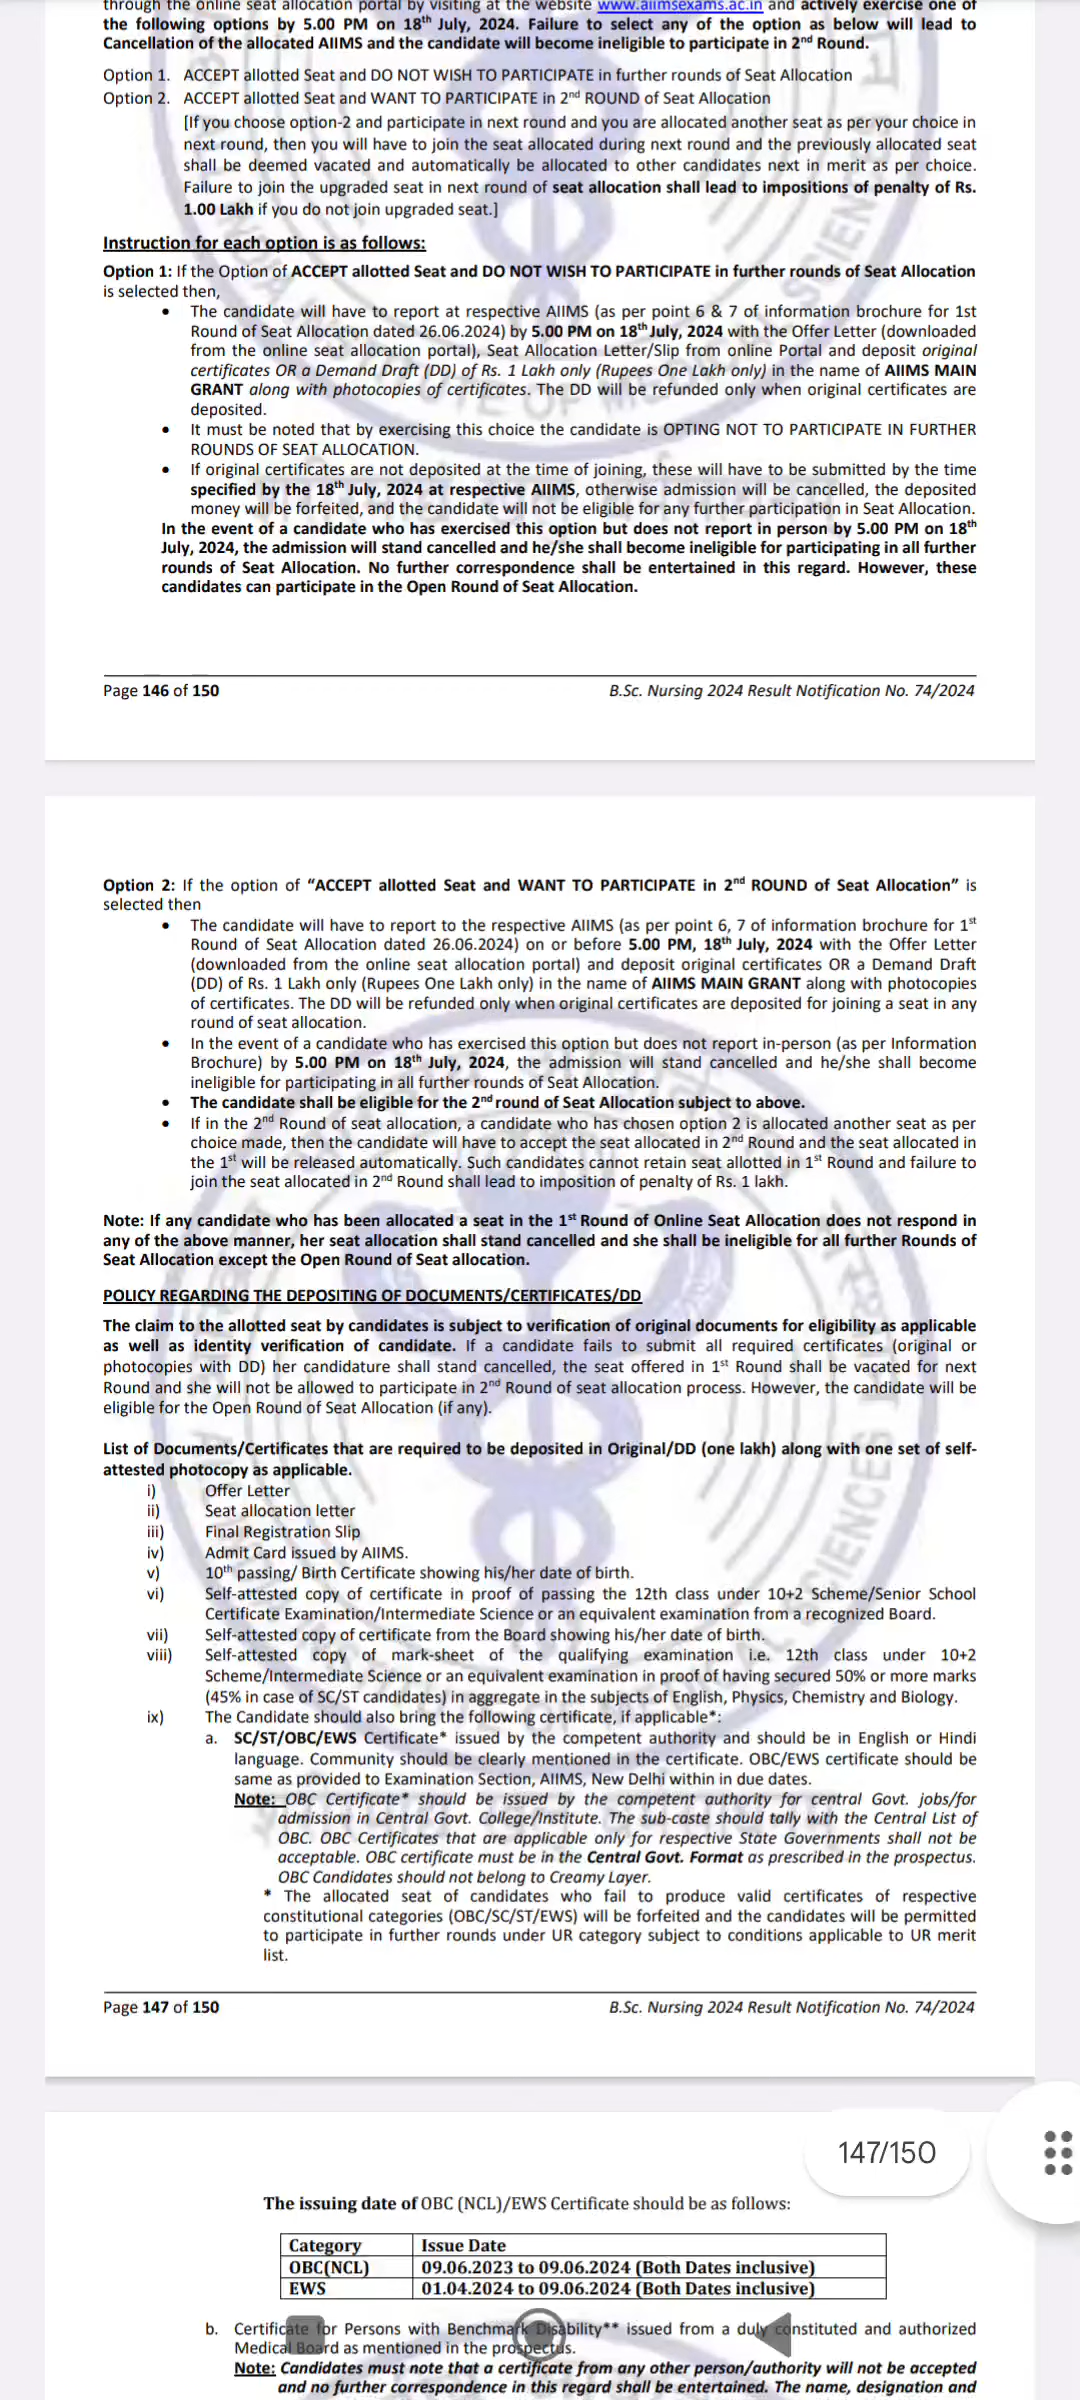 through the online seat allocation portal by visiting at the website www.aiimsexams.ac.in and actively exercise one of
the following options by 5.00 PM on 18th July, 2024. Failure to select any of the option as below will lead to
Cancellation of the allocated AIIMS and the candidate will become ineligible to participate in 2nd Round.
Option 1. ACCEPT allotted Seat and DO NOT WISH TO PARTICIPATE in further rounds of Seat Allocation
Option 2. ACCEPT allotted Seat and WANT TO PARTICIPATE in 2nd ROUND of Seat Allocation
[If you choose option-2 and participate in next round and you are allocated another seat as per your choice in
next round, then you will have to join the seat allocated during next round and the previously allocated seat
shall be deemed vacated and automatically be allocated to other candidates next in merit as per choice.
Failure to join the upgraded seat in next round of seat allocation shall lead to impositions of penalty of Rs.
1.00 Lakh if you do not join upgraded seat.]
Instruction for each option is as follows:
Option 1: If the Option of ACCEPT allotted Seat and DO NOT WISH TO PARTICIPATE in further rounds of Seat Allocation
is selected then,
• The candidate will have to report at respective AIIMS (as per point 6 & 7 of information brochure for 1st
Round of Seat Allocation dated 26.06.2024) by 5.00 PM on 18th July, 2024 with the Offer Letter (downloaded
from the online seat allocation portal), Seat Allocation Letter/Slip from online Portal and deposit original
certificates OR a Demand Draft (DD) of Rs. 1 Lakh only (Rupees One Lakh only) in the name of AIIMS MAIN
GRANT along with photocopies of certificates. The DD will be refunded only when original certificates are
deposited.
• It must be noted that by exercising this choice the candidate is OPTING NOT TO PARTICIPATE IN FURTHER
ROUNDS OF SEAT ALLOCATION.
• If original certificates are not deposited at the time of joining, these will have to be submitted by the time
specified by the 18th July, 2024 at respective AIIMS, otherwise admission will be cancelled, the deposited
money will be forfeited, and the candidate will not be eligible for any further participation in Seat Allocation.
In the event of a candidate who has exercised this option but does not report in person by 5.00 PM on 18th
July, 2024, the admission will stand cancelled and he/she shall become ineligible for participating in all further
rounds of Seat Allocation. No further correspondence shall be entertained in this regard. However, these
candidates can participate in the Open Round of Seat Allocation.
Page 146 of 150 B.Sc. Nursing 2024 Result Notification No. 74/2024
Option 2: If the option of “ACCEPT allotted Seat and WANT TO PARTICIPATE in 2nd ROUND of Seat Allocation” is
selected then
• The candidate will have to report to the respective AIIMS (as per point 6, 7 of information brochure for 1st
Round of Seat Allocation dated 26.06.2024) on or before 5.00 PM, 18th July, 2024 with the Offer Letter
(downloaded from the online seat allocation portal) and deposit original certificates OR a Demand Draft
(DD) of Rs. 1 Lakh only (Rupees One Lakh only) in the name of AIIMS MAIN GRANT along with photocopies
of certificates. The DD will be refunded only when original certificates are deposited for joining a seat in any
round of seat allocation.
• In the event of a candidate who has exercised this option but does not report in-person (as per Information
Brochure) by 5.00 PM on 18th July, 2024, the admission will stand cancelled and he/she shall become
ineligible for participating in all further rounds of Seat Allocation.
• The candidate shall be eligible for the 2nd round of Seat Allocation subject to above.
• If in the 2nd Round of seat allocation, a candidate who has chosen option 2 is allocated another seat as per
choice made, then the candidate will have to accept the seat allocated in 2nd Round and the seat allocated in
the 1st will be released automatically. Such candidates cannot retain seat allotted in 1st Round and failure to
join the seat allocated in 2nd Round shall lead to imposition of penalty of Rs. 1 lakh.
Note: If any candidate who has been allocated a seat in the 1st Round of Online Seat Allocation does not respond in
any of the above manner, her seat allocation shall stand cancelled and she shall be ineligible for all further Rounds of
Seat Allocation except the Open Round of Seat allocation.
POLICY REGARDING THE DEPOSITING OF DOCUMENTS/CERTIFICATES/DD
The claim to the allotted seat by candidates is subject to verification of original documents for eligibility as applicable
as well as identity verification of candidate. If a candidate fails to submit all required certificates (original or
photocopies with DD) her candidature shall stand cancelled, the seat offered in 1st Round shall be vacated for next
Round and she will not be allowed to participate in 2nd Round of seat allocation process. However, the candidate will be
eligible for the Open Round of Seat Allocation (if any).
List of Documents/Certificates that are required to be deposited in Original/DD (one lakh) along with one set of self-
attested photocopy as applicable.
i) Offer Letter
ii) Seat allocation letter
iii) Final Registration Slip
iv) Admit Card issued by AIIMS.
v) 10th passing/ Birth Certificate showing his/her date of birth.
vi) Self-attested copy of certificate in proof of passing the 12th class under 10+2 Scheme/Senior School
Certificate Examination/Intermediate Science or an equivalent examination from a recognized Board.
vii) Self-attested copy of certificate from the Board showing his/her date of birth.
viii) Self-attested copy of mark-sheet of the qualifying examination i.e. 12th class under 10+2
Scheme/Intermediate Science or an equivalent examination in proof of having secured 50% or more marks
(45% in case of SC/ST candidates) in aggregate in the subjects of English, Physics, Chemistry and Biology.
ix) The Candidate should also bring the following certificate, if applicable*:
a. SC/ST/OBC/EWS Certificate* issued by the competent authority and should be in English or Hindi
language. Community should be clearly mentioned in the certificate. OBC/EWS certificate should be
same as provided to Examination Section, AIIMS, New Delhi within in due dates.
Note: OBC Certificate* should be issued by the competent authority for central Govt. jobs/for
admission in Central Govt. College/Institute. The sub-caste should tally with the Central List of
OBC. OBC Certificates that are applicable only for respective State Governments shall not be
acceptable. OBC certificate must be in the Central Govt. Format as prescribed in the prospectus.
OBC Candidates should not belong to Creamy Layer.
* The allocated seat of candidates who fail to produce valid certificates of respective
constitutional categories (OBC/SC/ST/EWS) will be forfeited and the candidates will be permitted
to participate in further rounds under UR category subject to conditions applicable to UR merit
list.
Page 147 of 150 B.Sc. Nursing 2024 Result Notification No. 74/2024
147/150
The issuing date of OBC (NCL)/EWS Certificate should be as follows:
Category Issue Date
OBC(NCL) 09.06.2023 to 09.06.2024 (Both Dates inclusive)
EWS 01.04.2024 to 09.06.2024 (Both Dates inclusive)
b. Certificate for Persons with Benchmark Disability** issued from a duly constituted and authorized
Medical Board as mentioned in the prospectus.
Note: Candidates must note that a certificate from any other person/authority will not be accepted
and no further correspondence in this regard shall be entertained. The name, designation and